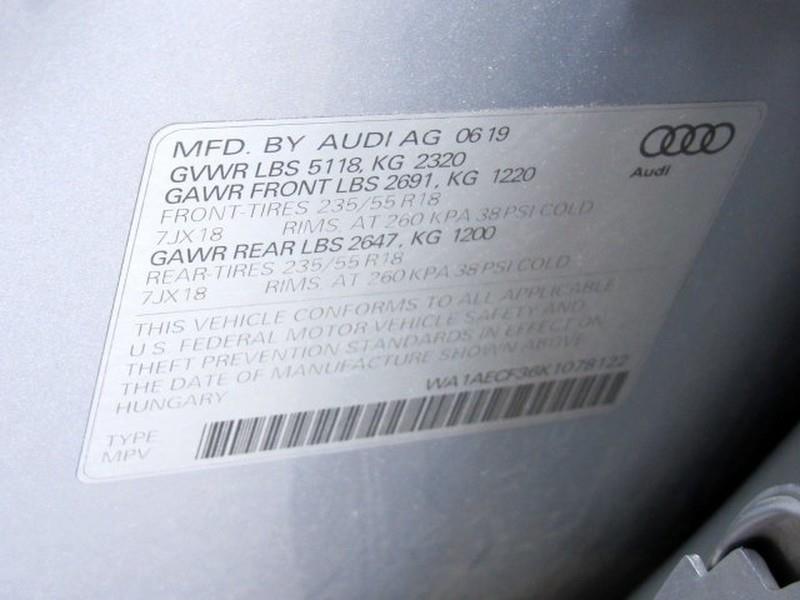 MFD. BY AUDI AG 06 19
Audi
GVWR LBS 5118, KG 2320
GAWR FRONT LBS 2691, KG 1220
FRONT-TIRES 235/55 R18
7JX18 RIMS. AT 260 KPA 38 PSI COLD
GAWR REAR LBS 2647, KG 1200
REAR-TIRES 235/55 R18
7JX18 RIMS. AT 260 KPA 38 PSI COLD
THIS VEHICLE CONFORMS TO ALL APPLICABLE
U.S. FEDERAL MOTOR VEHICLE SAFETY AND
THEFT PREVENTION STANDARDS IN EFFECT ON
THE DATE OF MANUFACTURE SHOWN ABOVE.
HUNGARY WA1AECF36K1078122
TYPE
MPV